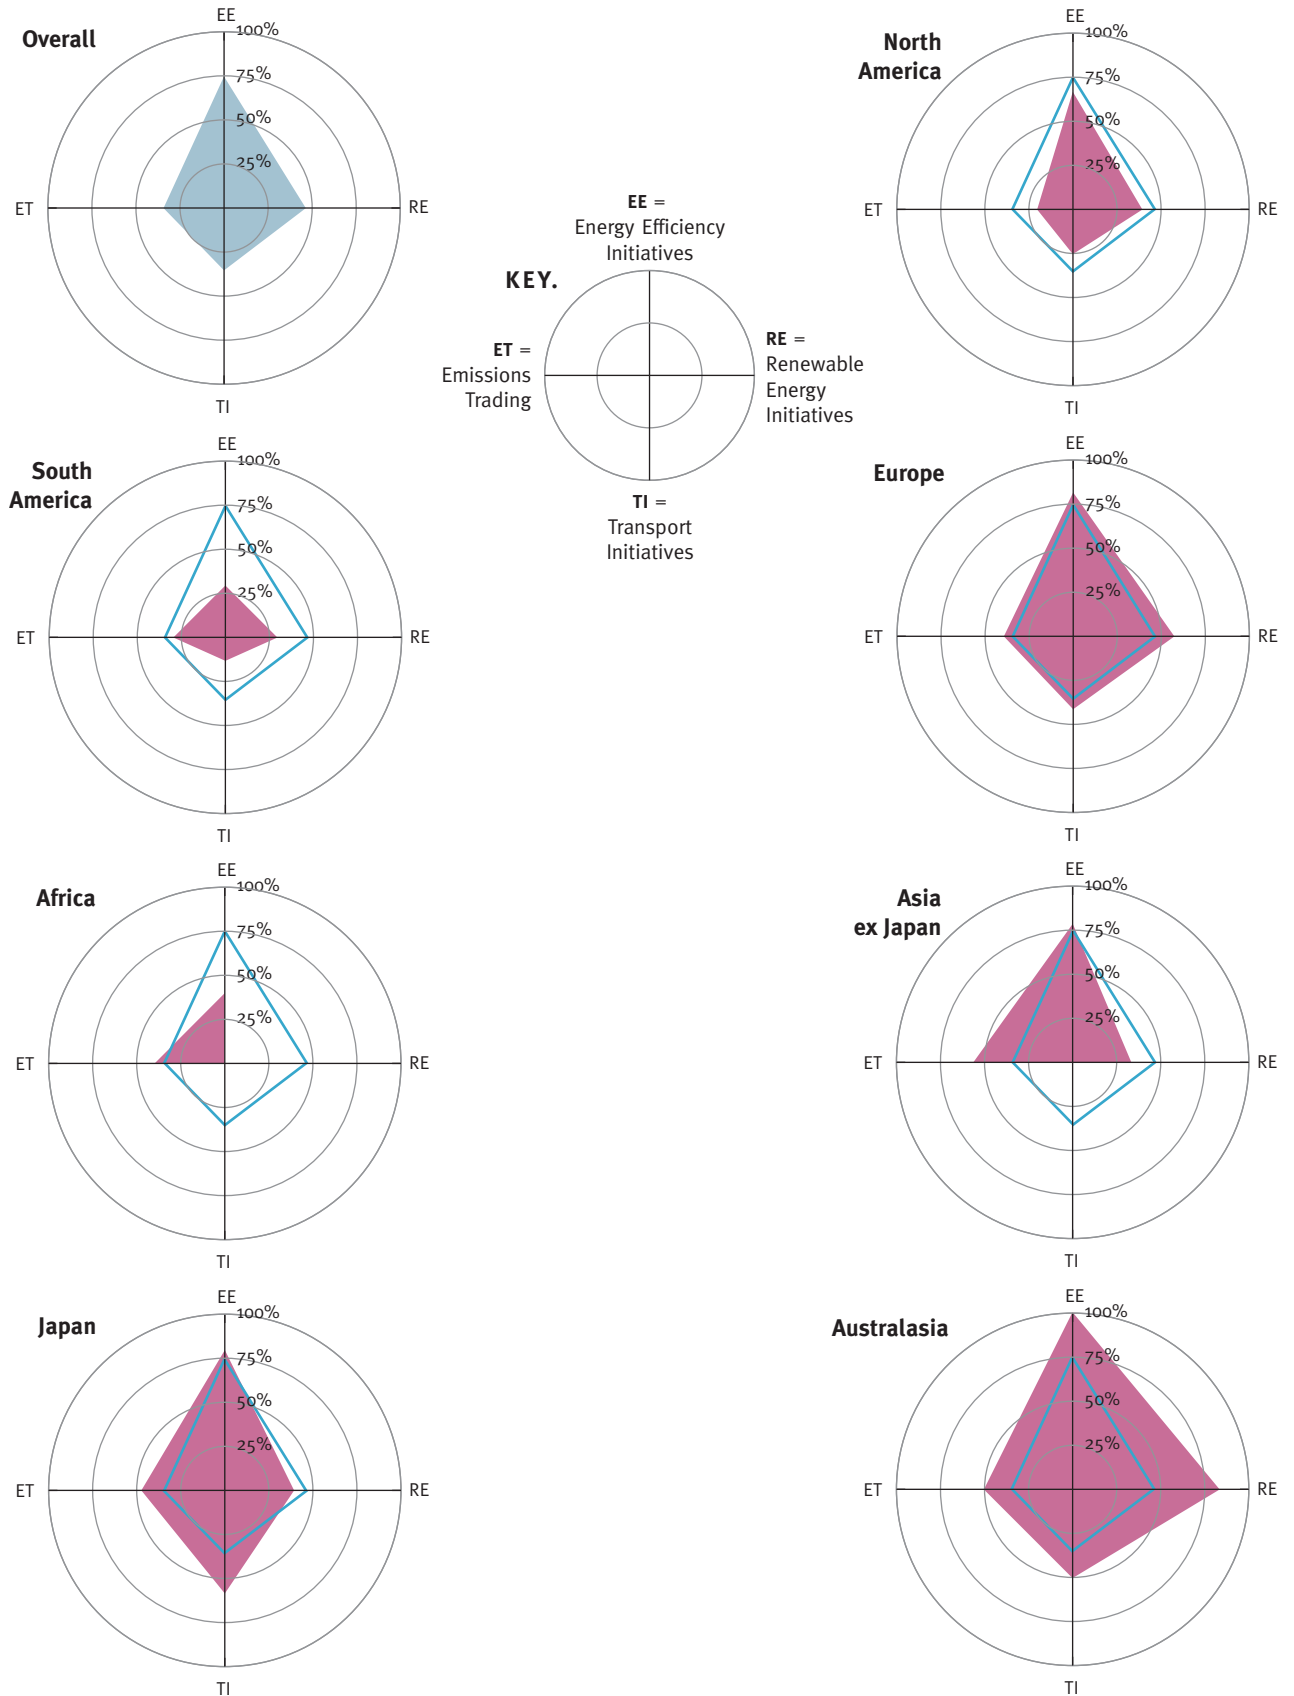 Overall
EE
100%
75%
50%
25%
ET
RE
TI
North
America
EE
100%
75%
50%
25%
ET
RE
TI
KEY.
EE =
Energy Efficiency
Initiatives
ET =
Emissions
Trading
RE =
Renewable
Energy
Initiatives
TI =
Transport
Initiatives
South
America
EE
100%
75%
50%
25%
ET
RE
TI
Europe
EE
100%
75%
50%
25%
ET
RE
TI
Africa
EE
100%
75%
50%
25%
ET
RE
TI
Asia
ex Japan
EE
100%
75%
50%
25%
ET
RE
TI
Japan
EE
100%
75%
50%
25%
ET
RE
TI
Australasia
EE
100%
75%
50%
25%
ET
RE
TI